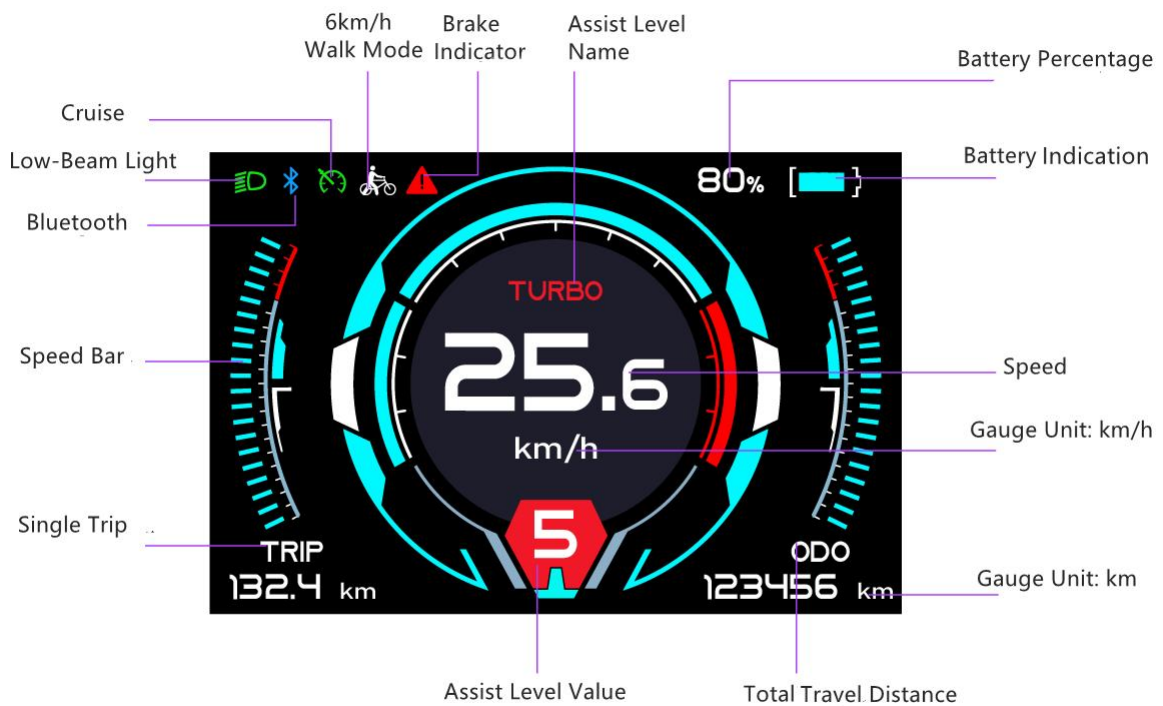 6km/h
Walk Mode
Brake
Indicator
Assist Level
Name
Battery Percentage
Cruise
Low-Beam Light
Battery Indication
Bluetooth
80%
TURBO
Speed Bar
25.6
Speed
km/h
Gauge Unit: km/h
5
Single Trip
TRIP
ODO
132.4 km
123456 km
Gauge Unit: km
Assist Level Value
Total Travel Distance